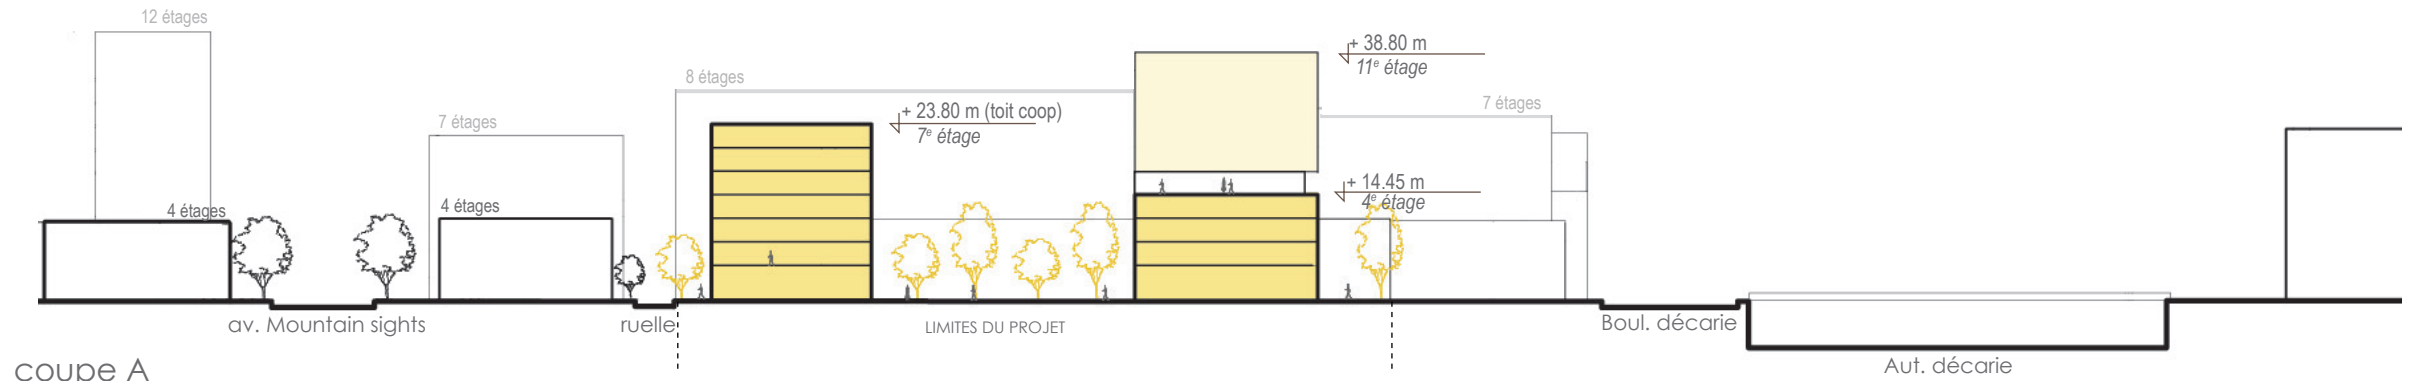 12 étages
+ 38.80 m
11e étage
8 étages
7 étages
+ 23.80 m (toit coop)
7e étage
7 étages
+ 14.45 m
4e étage
4 étages
4 étages
av. Mountain sights
ruelle
LIMITES DU PROJET
Boul. décarie
Aut. décarie
coupe A